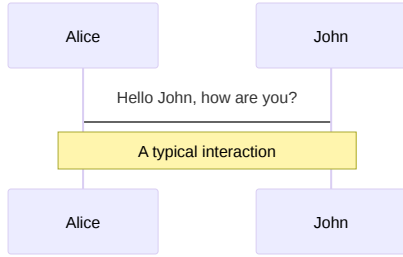 Alice
John
Hello John, how are you?
A typical interaction
Alice
John